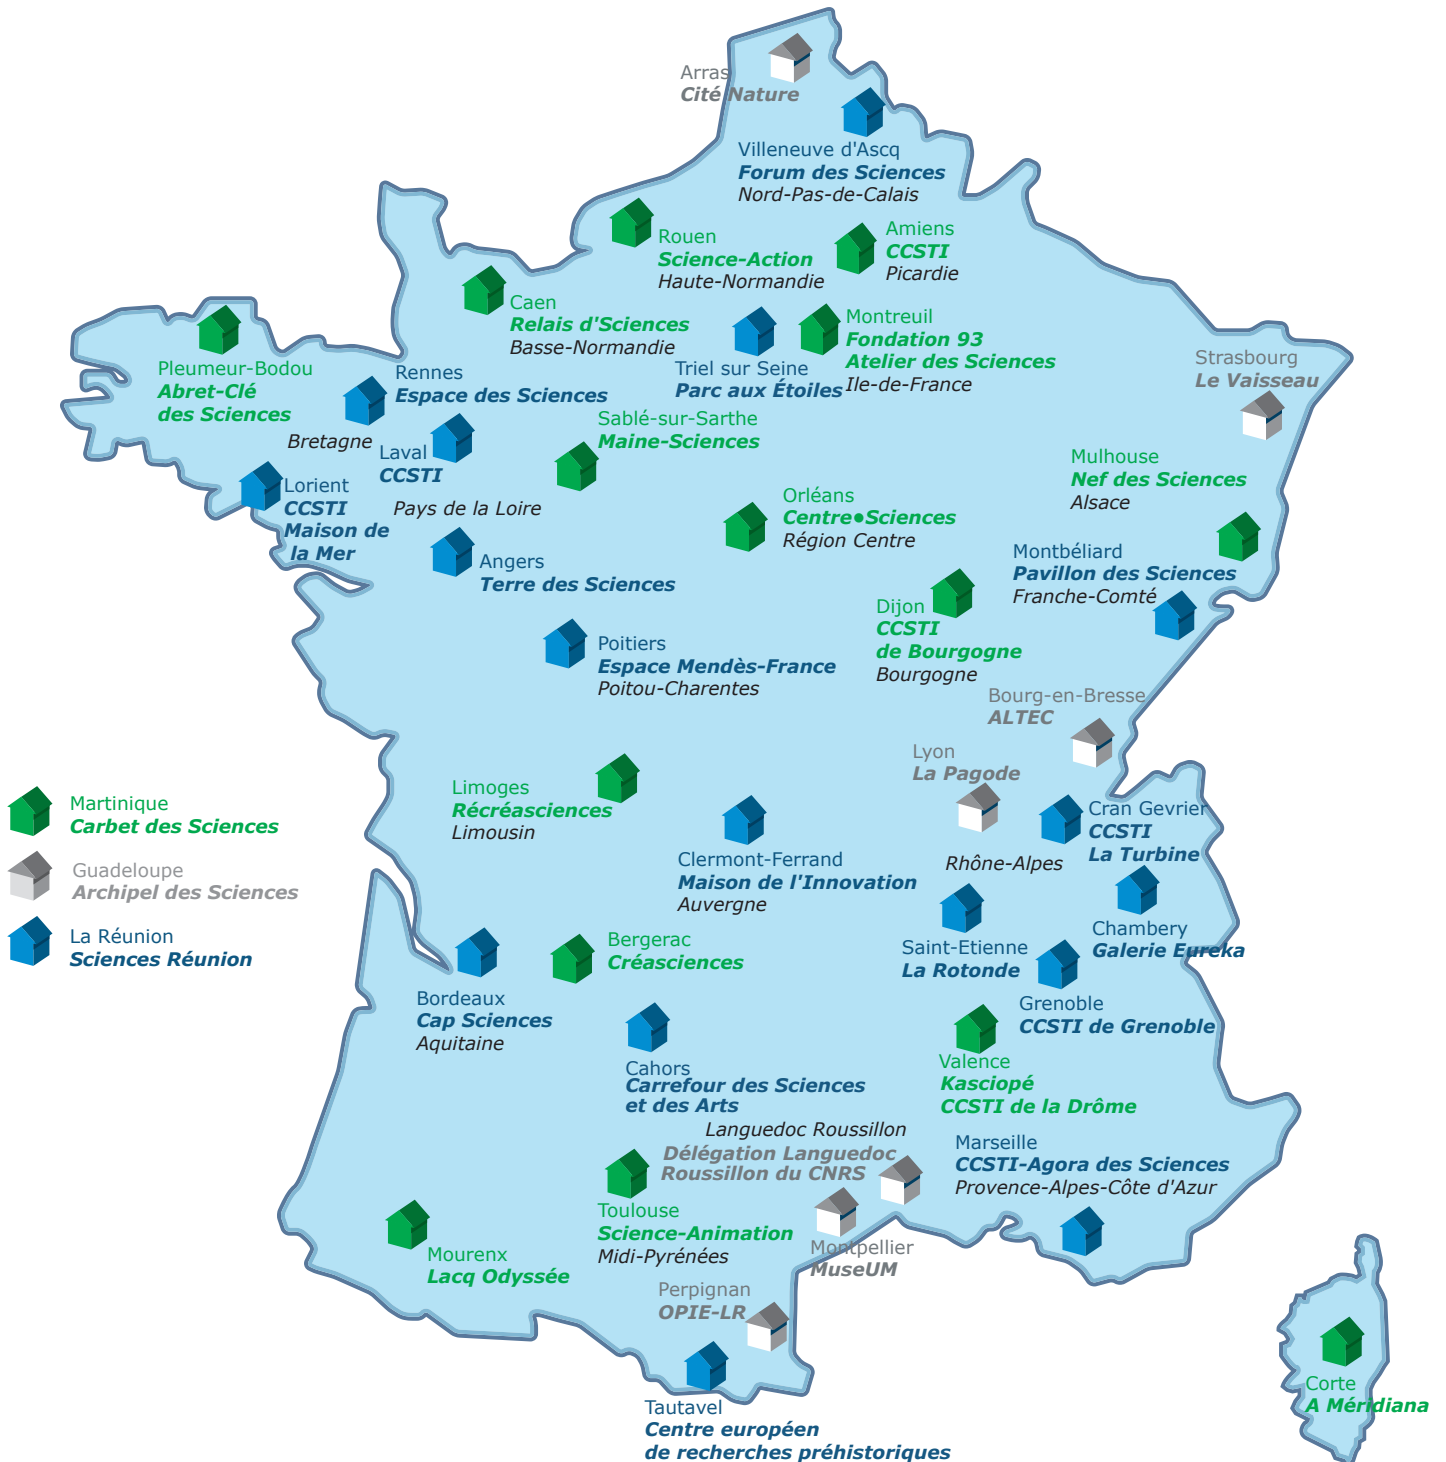 Arras
Cité Nature
Villeneuve d'Ascq
Forum des Sciences
Nord-Pas-de-Calais
Rouen
Science-Action
Haute-Normandie
Amiens
CCSTI
Picardie
Caen
Relais d'Sciences
Basse-Normandie
Montreuil
Fondation 93
Atelier des Sciences
Ile-de-France
Triel sur Seine
Parc aux Étoiles
Pleumeur-Bodou
Abret-Clé
des Sciences
Rennes
Espace des Sciences
Bretagne
Strasbourg
Le Vaisseau
Sablé-sur-Sarthe
Maine-Sciences
Laval
CCSTI
Pays de la Loire
Lorient
CCSTI
Maison de
la Mer
Mulhouse
Nef des Sciences
Alsace
Orléans
Centre•Sciences
Région Centre
Angers
Terre des Sciences
Montbéliard
Pavillon des Sciences
Franche-Comté
Dijon
CCSTI
de Bourgogne
Bourgogne
Poitiers
Espace Mendès-France
Poitou-Charentes
Bourg-en-Bresse
ALTEC
Lyon
La Pagode
Limoges
Récréasciences
Limousin
Martinique
Carbet des Sciences
Guadeloupe
Archipel des Sciences
La Réunion
Sciences Réunion
Cran Gevrier
CCSTI
La Turbine
Clermont-Ferrand
Maison de l'Innovation
Auvergne
Rhône-Alpes
Chambery
Galerie Eureka
Saint-Etienne
La Rotonde
Bergerac
Créasciences
Bordeaux
Cap Sciences
Aquitaine
Grenoble
CCSTI de Grenoble
Cahors
Carrefour des Sciences
et des Arts
Valence
Kasciopé
CCSTI de la Drôme
Languedoc Roussillon
Délégation Languedoc
Roussillon du CNRS
Marseille
CCSTI-Agora des Sciences
Provence-Alpes-Côte d'Azur
Toulouse
Science-Animation
Midi-Pyrénées
Mourenx
Lacq Odyssée
Montpellier
MuseUM
Perpignan
OPIE-LR
Tautavel
Centre européen
de recherches préhistoriques
Corte
A Méridiana